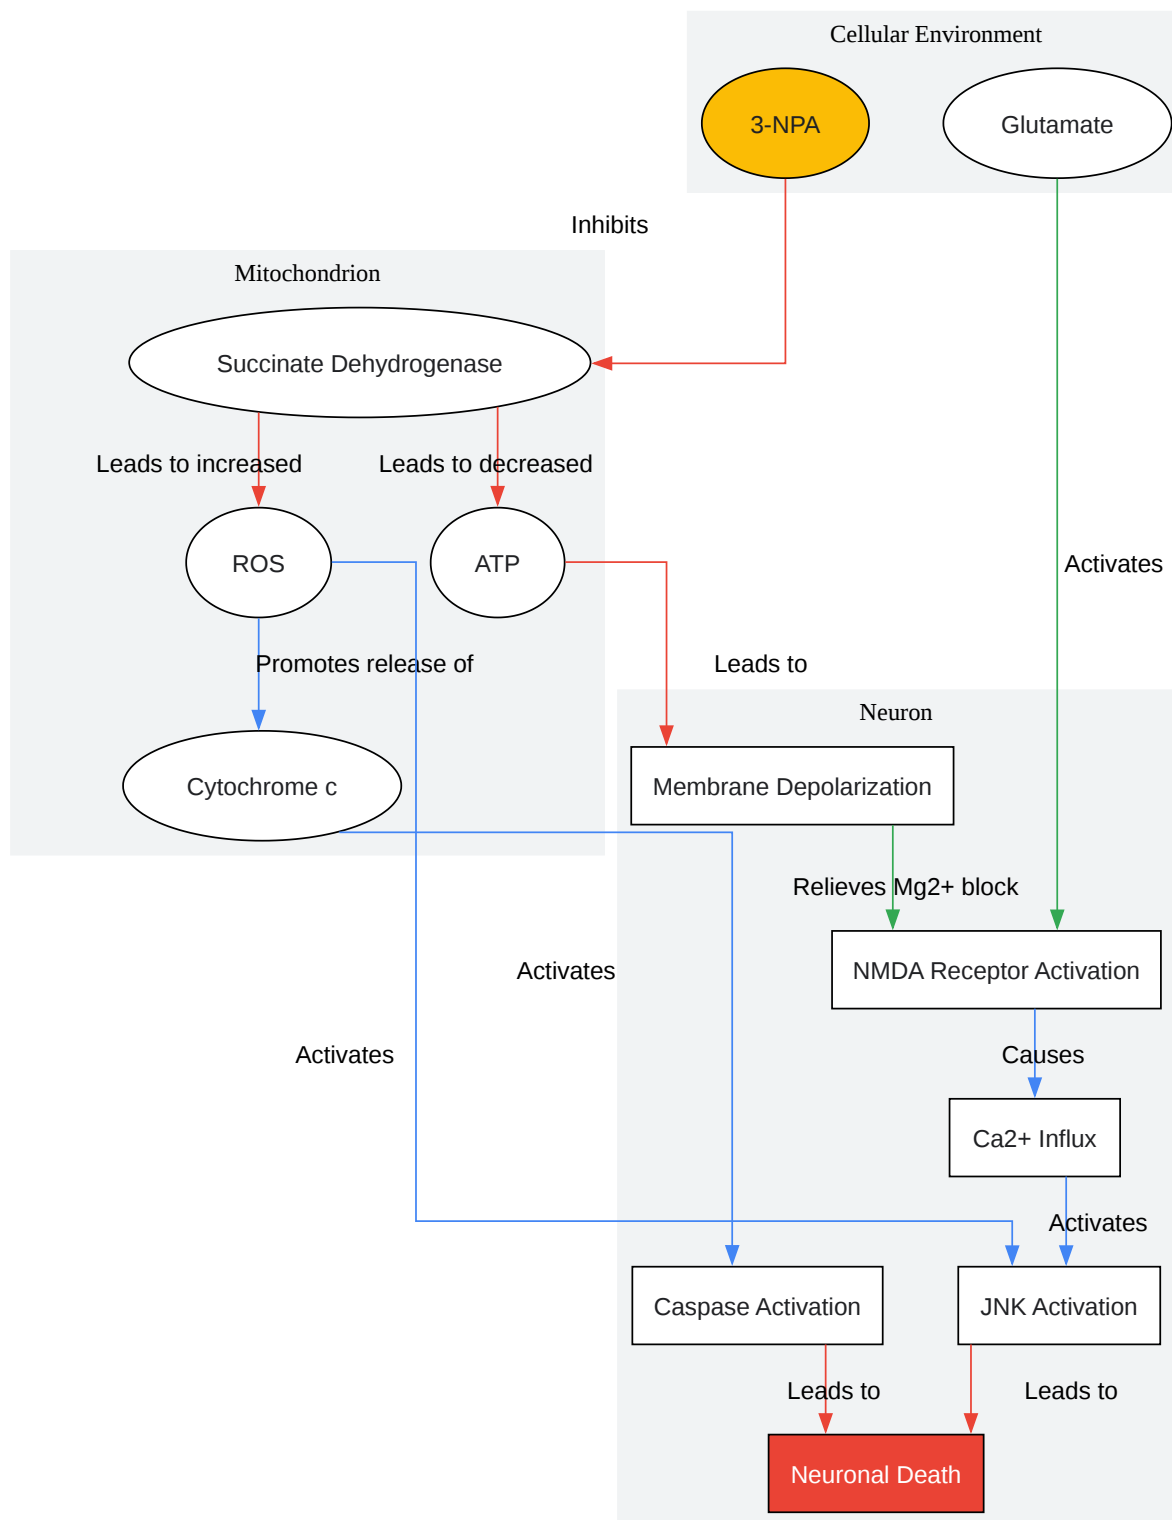 Cellular Environment
3-NPA
Glutamate
Inhibits
Mitochondrion
Succinate Dehydrogenase
Leads to increased
Leads to decreased
ROS
ATP
Activates
Promotes release of
Leads to
Neuron
Cytochrome c
Membrane Depolarization
Relieves Mg2+ block
Activates
NMDA Receptor Activation
Activates
Causes
Ca2+ Influx
Activates
Caspase Activation
JNK Activation
Leads to
Leads to
Neuronal Death